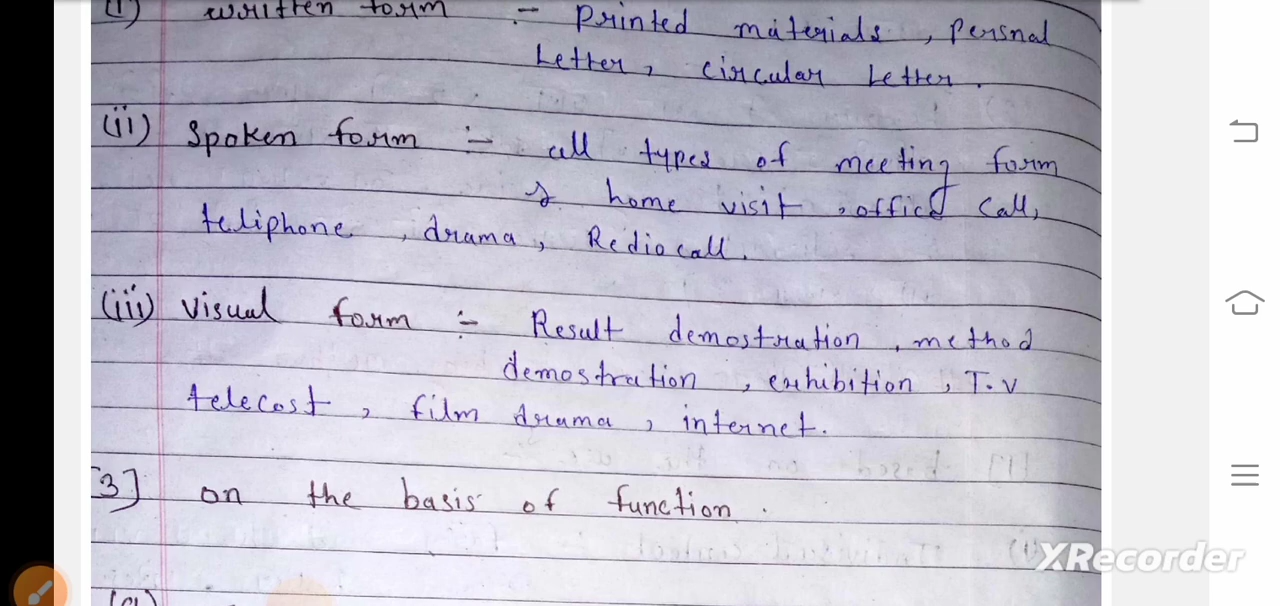 (i) written form :- Printed materials, Persnal
Letter, circular Letter.
(ii) Spoken form :- all types of meeting form
home visit, office call,
teliphone, drama, Redio call.
(iii) Visual form :- Result demostration, method
demostration, exhibition, T.V
telecost, film drama, internet.
[3] on the basis of function.
XRecorder